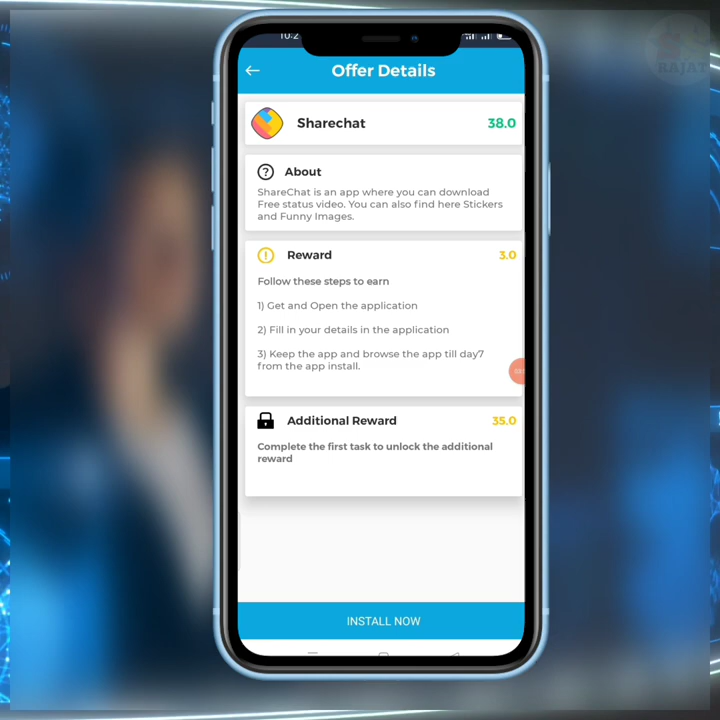 RAJAT
10:2
Offer Details
Sharechat 38.0
About
ShareChat is an app where you can download
Free status video. You can also find here Stickers
and Funny Images.
Reward 3.0
Follow these steps to earn
1) Get and Open the application
2) Fill in your details in the application
3) Keep the app and browse the app till day7
from the app install.
Additional Reward 35.0
Complete the first task to unlock the additional
reward
INSTALL NOW